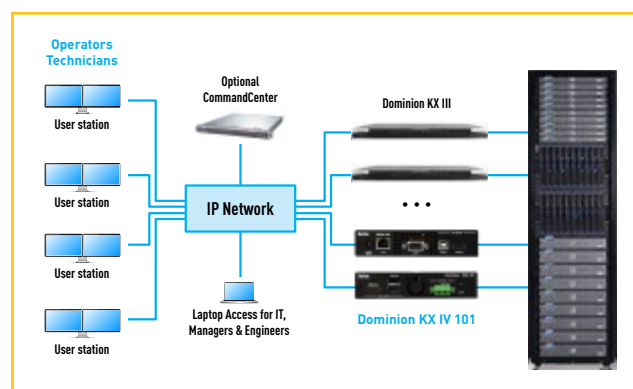 Operators
Technicians
User station
User station
User station
User station
Optional
CommandCenter
IP Network
Laptop Access for IT,
Managers & Engineers
Dominion KX III
• • •
Dominion KX IV 101